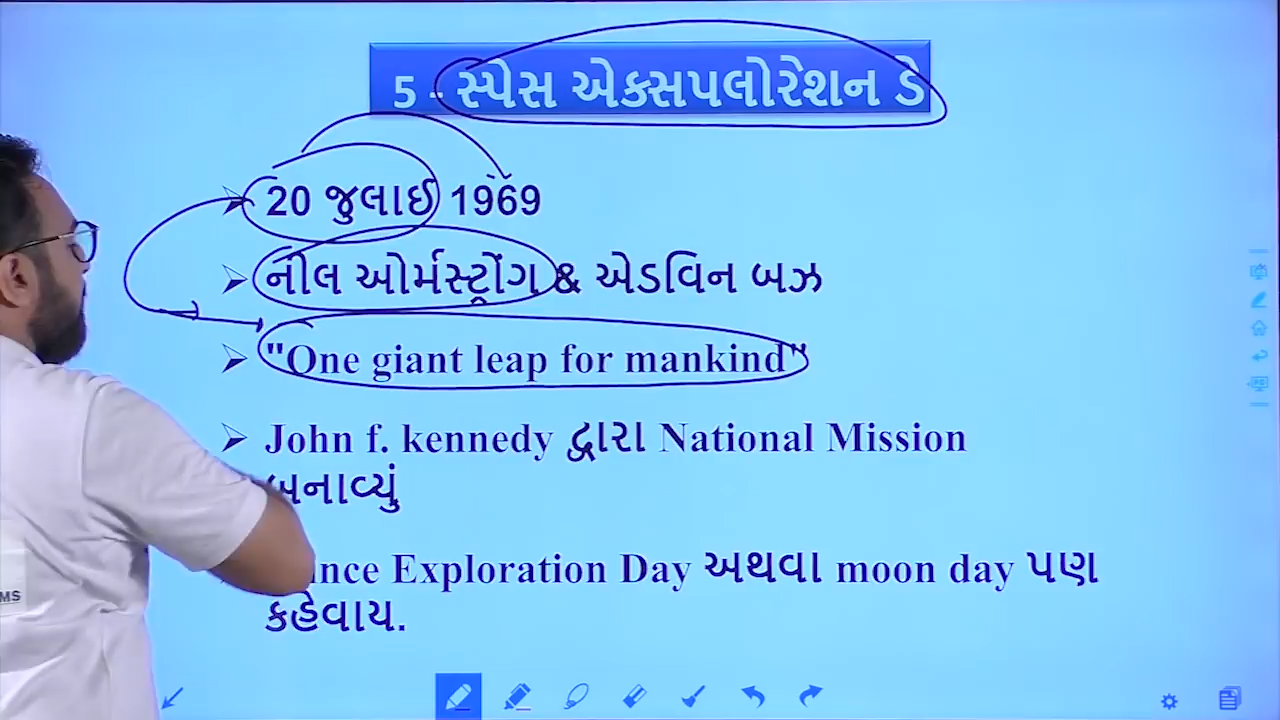 5 - સ્પેસ એક્સપલોરેશન ડે
20 જુલાઈ 1969
નીલ ઓર્મસ્ટ્રોંગ & એડવિન બઝ
"One giant leap for mankind"
John f. kennedy દ્વારા National Mission
બનાવ્યું
Exploration Day અથવા moon day પણ
કહેવાય.
MS